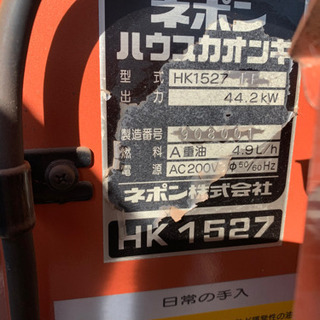 ネポン
ハウスカオンキ
型式 HK1527
出力 44.2kW
製造番号
燃料 A重油 4.9L/h
電源 AC200V Φ 50/60Hz
ネポン株式会社
HK1527
日常の手入